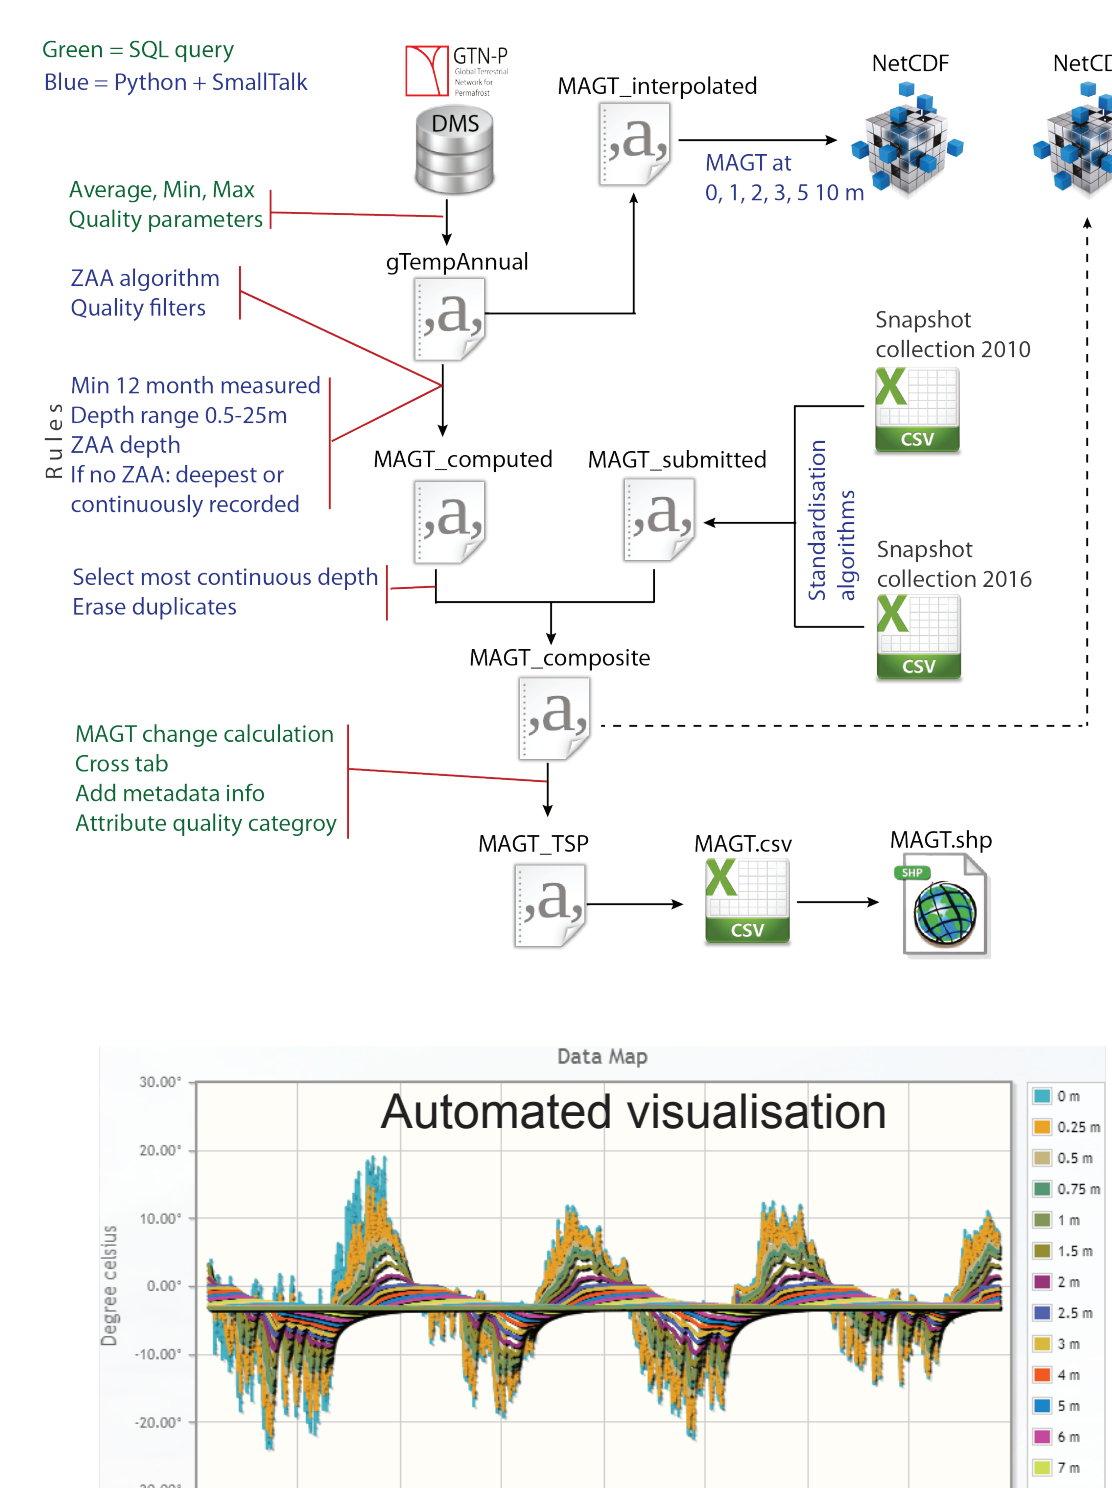 Green = SQL query
Blue = Python + SmallTalk
GTN-P
Global Terrestrial
Network for
Permafrost
DMS
MAGT_interpolated
,a,
NetCDF
NetCD
MAGT at
0, 1, 2, 3, 5 10 m
Average, Min, Max
Quality parameters
gTempAnnual
,a,
ZAA algorithm
Quality filters
Snapshot
collection 2010
X
CSV
Rules
Min 12 month measured
Depth range 0.5-25m
ZAA depth
If no ZAA: deepest or
continuously recorded
MAGT_computed
,a,
MAGT_submitted
,a,
Standardisation
algorithms
Snapshot
collection 2016
X
CSV
Select most continuous depth
Erase duplicates
MAGT_composite
,a,
MAGT change calculation
Cross tab
Add metadata info
Attribute quality categroy
MAGT_TSP
,a,
MAGT.csv
X
CSV
MAGT.shp
SHP
Data Map
Automated visualisation
Degree celsius
30.00°
20.00°
10.00°
0.00°
-10.00°
-20.00°
0 m
0.25 m
0.5 m
0.75 m
1 m
1.5 m
2 m
2.5 m
3 m
4 m
5 m
6 m
7 m